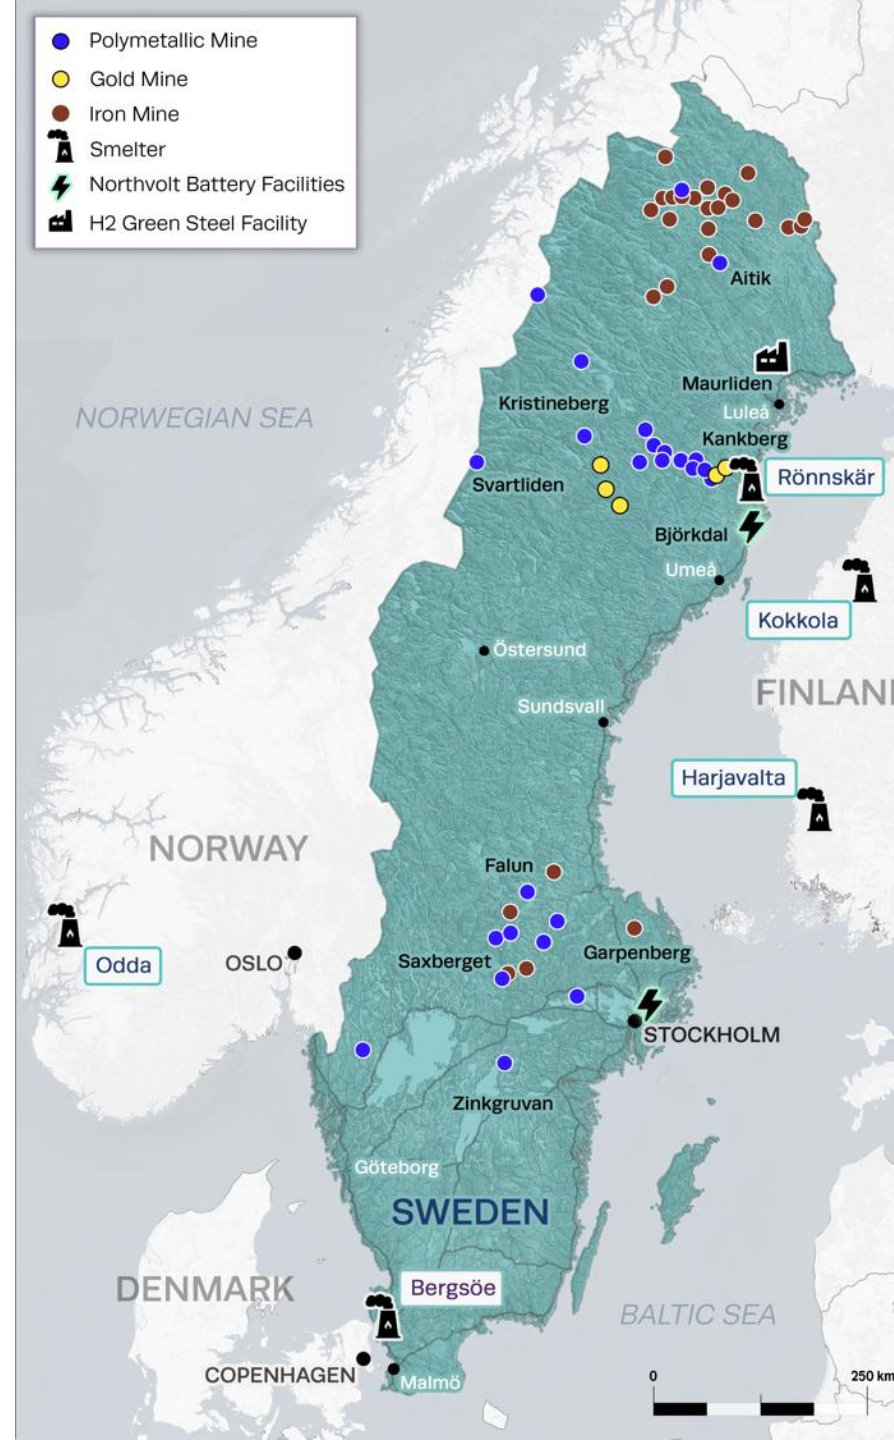 Polymetallic Mine
Gold Mine
Iron Mine
Smelter
Northvolt Battery Facilities
H2 Green Steel Facility
Aitik
Maurliden
Kristineberg
Luleå
NORWEGIAN SEA
Kankberg
Rönnskär
Svartliden
Björkdal
Umeå
Kokkola
Östersund
FINLAN
Sundsvall
Harjavalta
NORWAY
Falun
Garpenberg
Saxberget
OSLO
Odda
STOCKHOLM
Zinkgruvan
Göteborg
SWEDEN
Bergsöe
DENMARK
BALTIC SEA
COPENHAGEN
Malmö
0 250 km